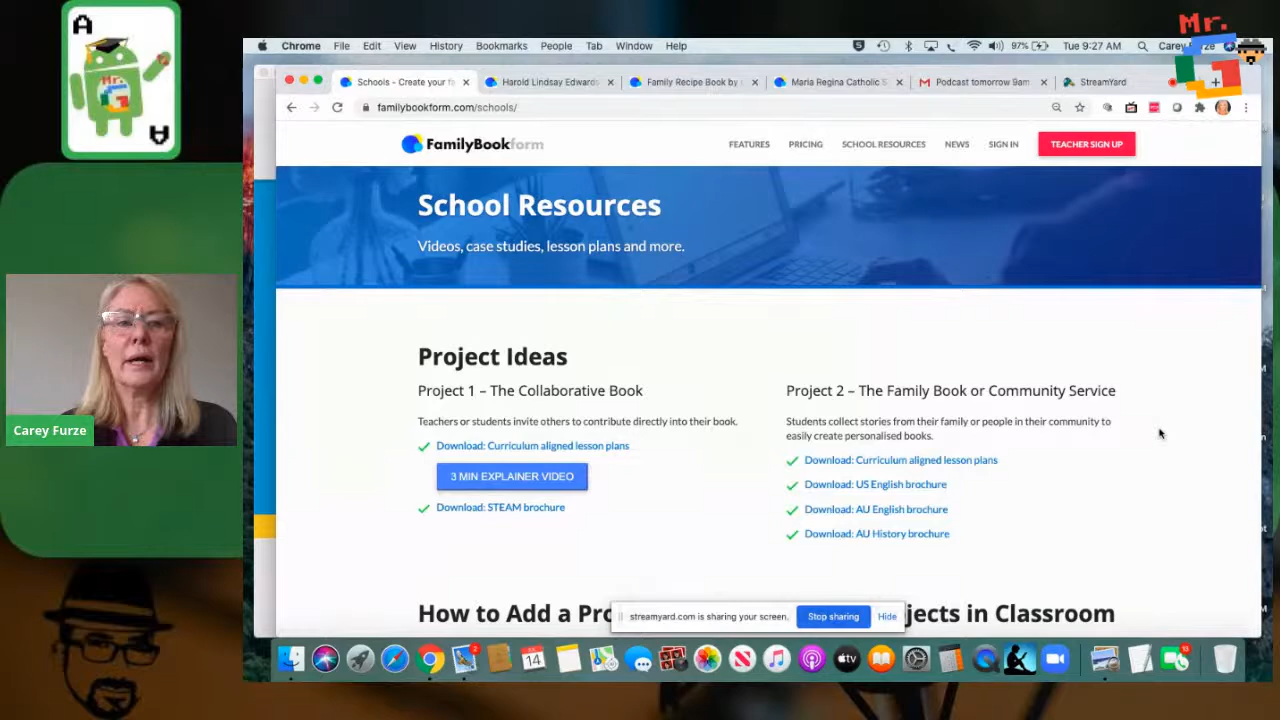 A
Mr.
A
Mr.
Chrome File Edit View History Bookmarks People Tab Window Help
97% Tue 9:27 AM Carey Furze
Schools - Create your f
Harold Lindsay Edwards
Family Recipe Book by
Maria Regina Catholic S
Podcast tomorrow 9am
StreamYard
familybookform.com/schools/
FamilyBookform
FEATURES PRICING SCHOOL RESOURCES NEWS SIGN IN TEACHER SIGN UP
School Resources
Videos, case studies, lesson plans and more.
Project Ideas
Project 1 – The Collaborative Book
Teachers or students invite others to contribute directly into their book.
Download: Curriculum aligned lesson plans
3 MIN EXPLAINER VIDEO
Download: STEAM brochure
Project 2 – The Family Book or Community Service
Students collect stories from their family or people in their community to
easily create personalised books.
Download: Curriculum aligned lesson plans
Download: US English brochure
Download: AU English brochure
Download: AU History brochure
How to Add a Pro
jects in Classroom
streamyard.com is sharing your screen.
Stop sharing
Hide
Carey Furze
14
tv